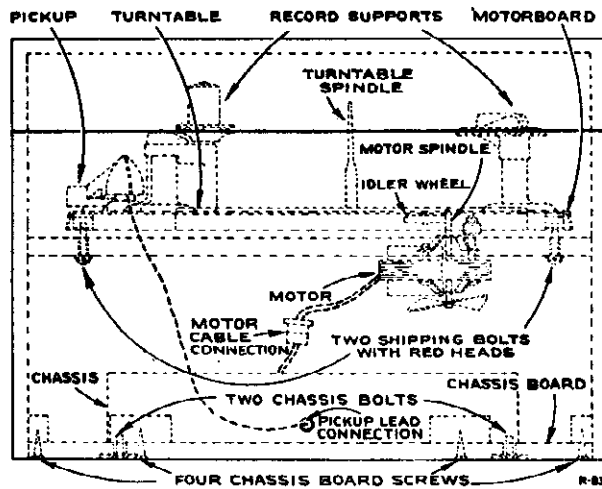 PICKUP
TURNTABLE
RECORD SUPPORTS
MOTORBOARD
TURNTABLE
SPINDLE
MOTOR SPINDLE
IDLER WHEEL
MOTOR
MOTOR
CABLE
CONNECTION
TWO SHIPPING BOLTS
WITH RED HEADS
CHASSIS
CHASSIS BOARD
TWO CHASSIS BOLTS
PICKUP LEAD
CONNECTION
FOUR CHASSIS BOARD SCREWS